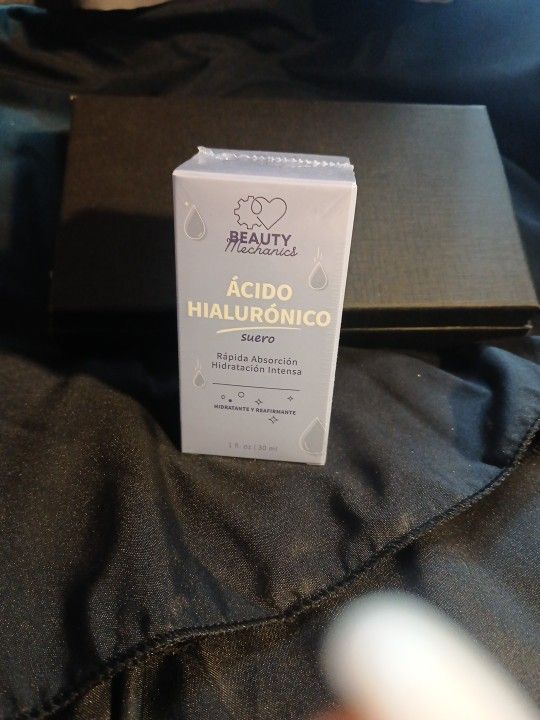 BEAUTY
Mechanics
ÁCIDO
HIALURÓNICO
suero
Rápida Absorción
Hidratación Intensa
HIDRATANTE Y REAFIRMANTE
1 fl. oz | 30 ml